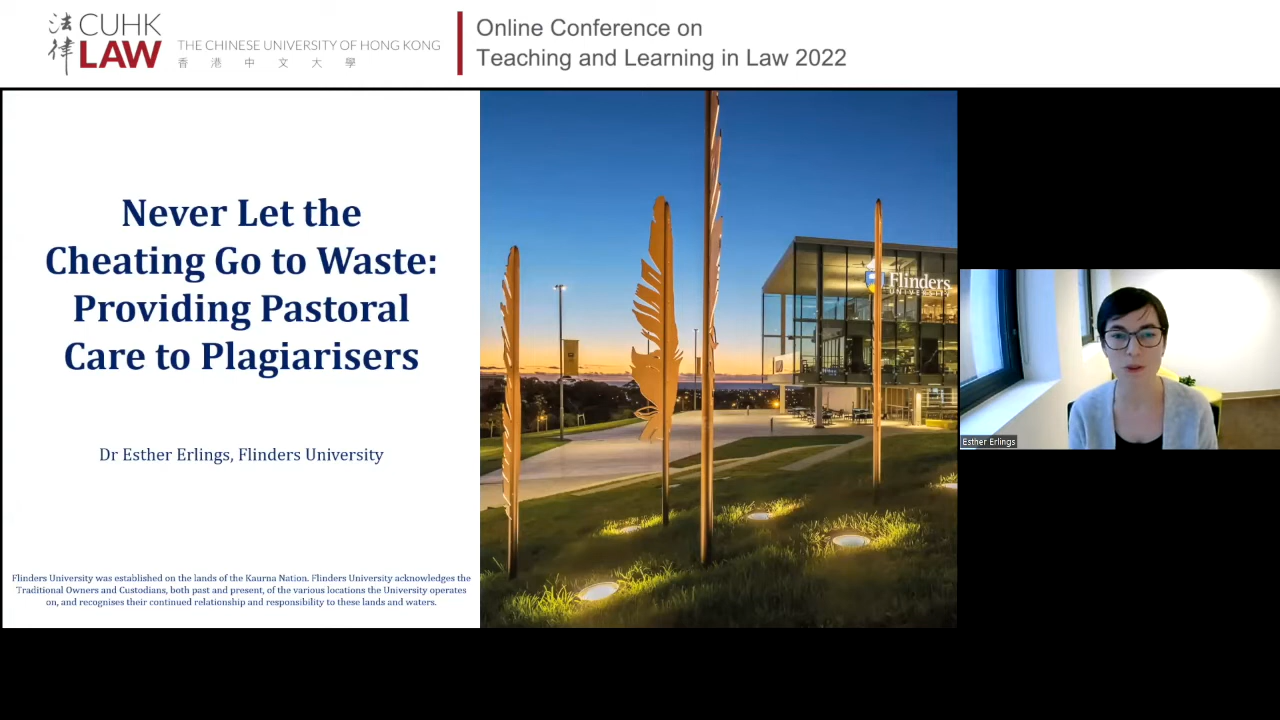 法律
CUHK
LAW
THE CHINESE UNIVERSITY OF HONG KONG
香港中文大學
Online Conference on
Teaching and Learning in Law 2022
Never Let the
Cheating Go to Waste:
Providing Pastoral
Care to Plagiarisers
Dr Esther Erlings, Flinders University
Flinders University was established on the lands of the Kaurna Nation. Flinders University acknowledges the
Traditional Owners and Custodians, both past and present, of the various locations the University operates
on, and recognises their continued relationship and responsibility to these lands and waters.
Flinders
UNIVERSITY
Esther Erlings